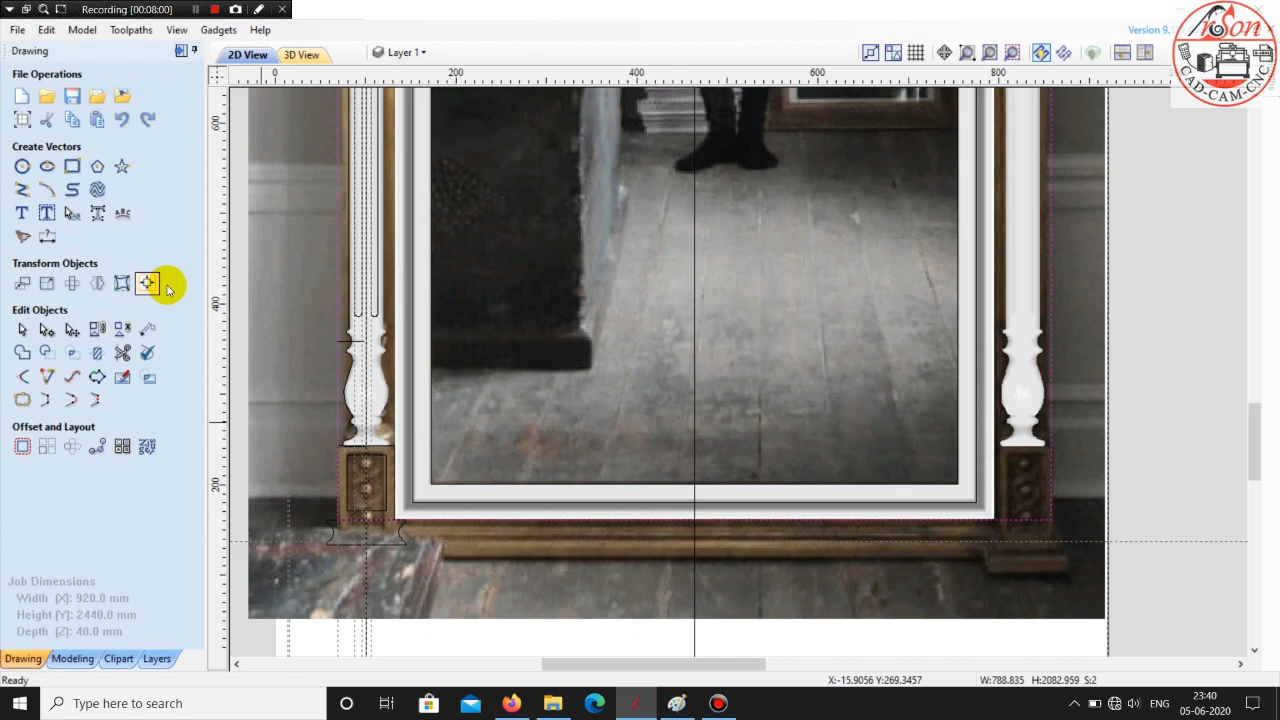 Recording [00:08:00]
File Edit Model Toolpaths View Gadgets Help
Version 9.
Drawing
2D View 3D View Layer 1
File Operations
0 200 400 600 800
Create Vectors
600
400
200
Transform Objects
Edit Objects
Offset and Layout
Job Dimensions
Width (X): 920.0 mm
Height (Y): 2440.0 mm
Depth (Z): 40.0 mm
Drawing Modeling Clipart Layers
Ready
X:-15.9056 Y:269.3457
W:788.835 H:2082.959 S:2
Type here to search
ENG
23:40
05-06-2020
CAD-CAM-CNC